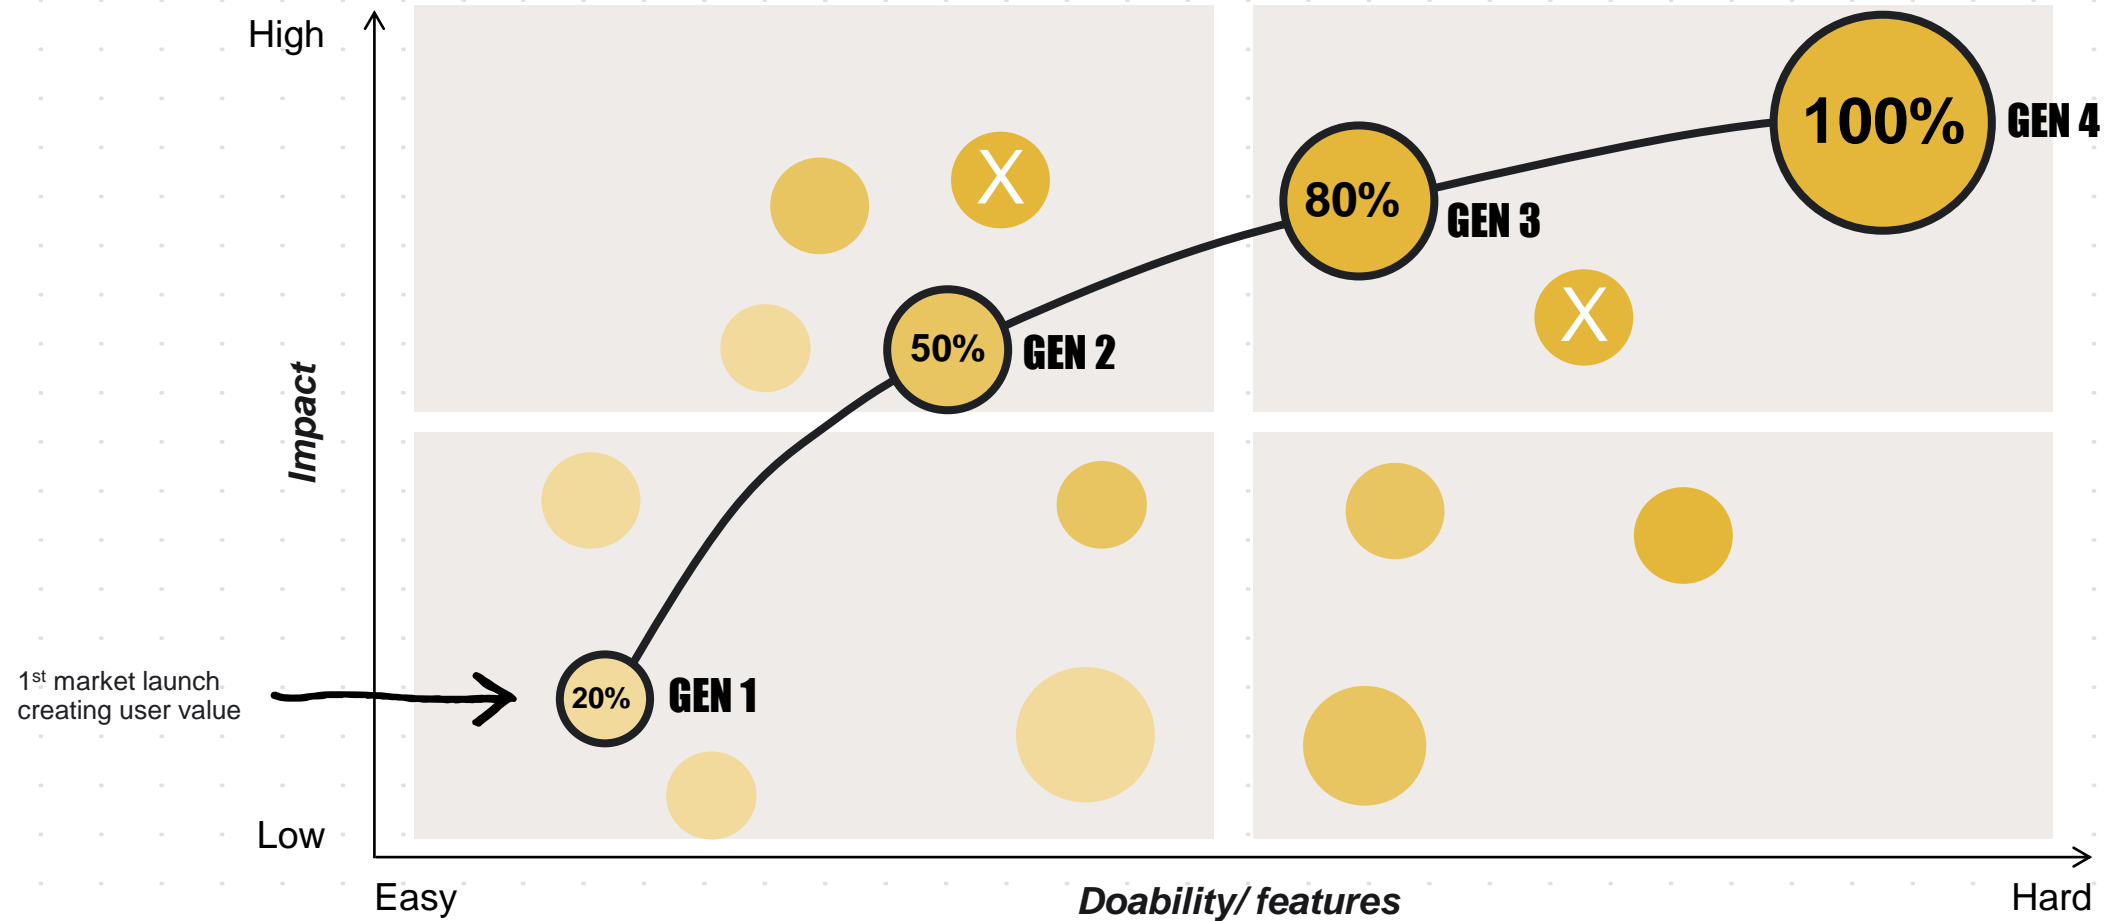 High
100%
GEN 4
X
80%
GEN 3
X
50%
GEN 2
Impact
1st market launch
creating user value
20%
GEN 1
Low
Easy
Doability/ features
Hard